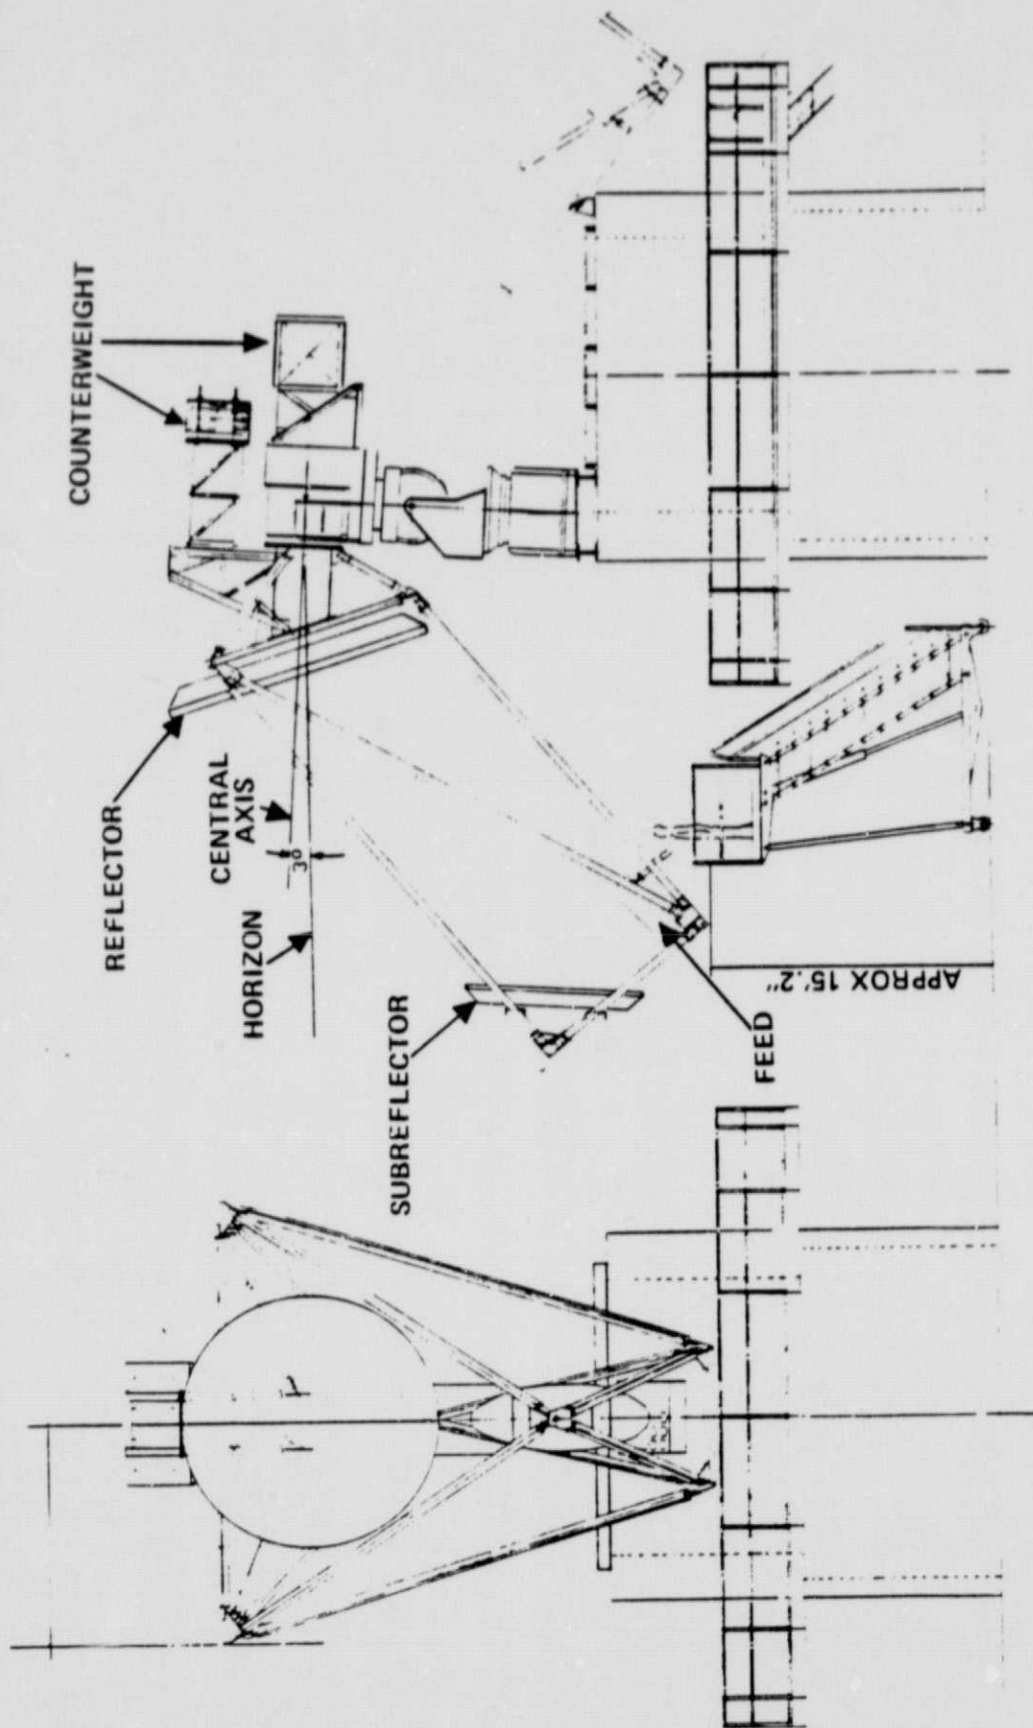 COUNTERWEIGHT
REFLECTOR
CENTRAL
AXIS
3°
HORIZON
SUBREFLECTOR
FEED
APPROX 15'.2"